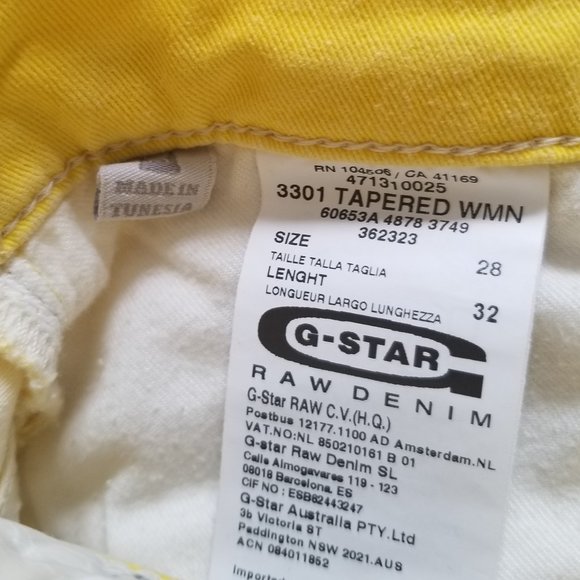 MADE IN
TUNESIA
RN 104506 / CA 41169
471310025
3301 TAPERED WMN
60653A 4878 3749
362323
SIZE 28
TAILLE TALLA TAGLIA
LENGHT 32
LONGUEUR LARGO LUNGHEZZA
G-STAR
RAW DENIM
G-Star RAW C.V.(H.Q.)
Postbus 12177.1100 AD Amsterdam.NL
VAT.NO:NL 850210161 B 01
G-star Raw Denim SL
Calle Almogavares 119 - 123
08018 Barcelona, ES
CIF NO : ESB62443247
G-Star Australia PTY.Ltd
3b Victoria ST
Paddington NSW 2021.AUS
ACN 084011852